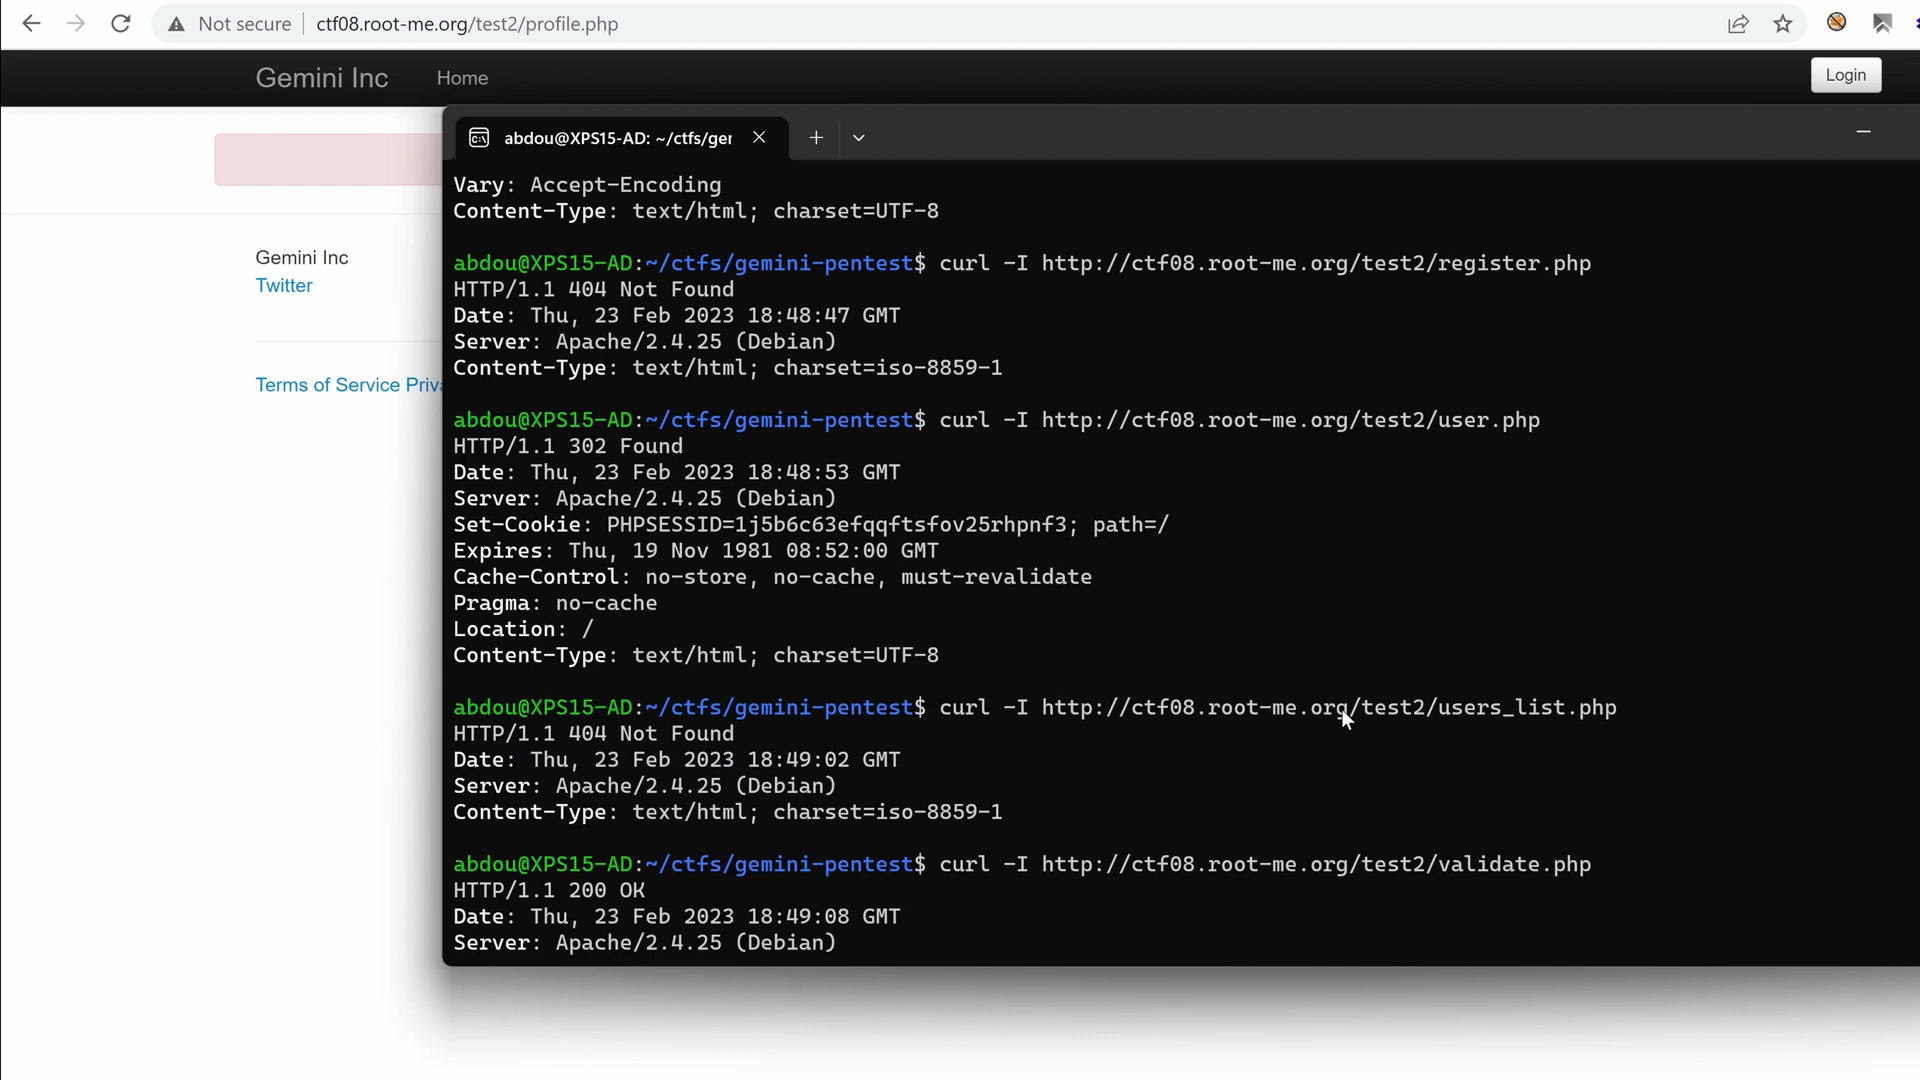 Not secure
ctf08.root-me.org/test2/profile.php
Gemini Inc
Home
Login
abdou@XPS15-AD: ~/ctfs/ger
Vary: Accept-Encoding
Content-Type: text/html; charset=UTF-8
abdou@XPS15-AD:~/ctfs/gemini-pentest$ curl -I http://ctf08.root-me.org/test2/register.php
HTTP/1.1 404 Not Found
Date: Thu, 23 Feb 2023 18:48:47 GMT
Server: Apache/2.4.25 (Debian)
Content-Type: text/html; charset=iso-8859-1
abdou@XPS15-AD:~/ctfs/gemini-pentest$ curl -I http://ctf08.root-me.org/test2/user.php
HTTP/1.1 302 Found
Date: Thu, 23 Feb 2023 18:48:53 GMT
Server: Apache/2.4.25 (Debian)
Set-Cookie: PHPSESSID=1j5b6c63efqqftsfov25rhpnf3; path=/
Expires: Thu, 19 Nov 1981 08:52:00 GMT
Cache-Control: no-store, no-cache, must-revalidate
Pragma: no-cache
Location: /
Content-Type: text/html; charset=UTF-8
abdou@XPS15-AD:~/ctfs/gemini-pentest$ curl -I http://ctf08.root-me.org/test2/users_list.php
HTTP/1.1 404 Not Found
Date: Thu, 23 Feb 2023 18:49:02 GMT
Server: Apache/2.4.25 (Debian)
Content-Type: text/html; charset=iso-8859-1
abdou@XPS15-AD:~/ctfs/gemini-pentest$ curl -I http://ctf08.root-me.org/test2/validate.php
HTTP/1.1 200 OK
Date: Thu, 23 Feb 2023 18:49:08 GMT
Server: Apache/2.4.25 (Debian)
Gemini Inc
Twitter
Terms of Service Priva